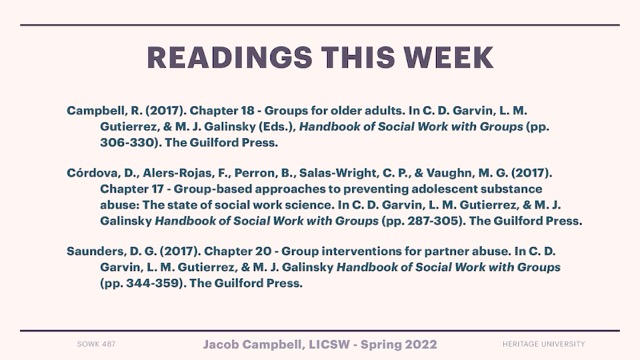 READINGS THIS WEEK
Campbell, R. (2017). Chapter 18 - Groups for older adults. In C. D. Garvin, L. M.
Gutierrez, & M. J. Galinsky (Eds.), Handbook of Social Work with Groups (pp.
306-330). The Guilford Press.
Córdova, D., Alers-Rojas, F., Perron, B., Salas-Wright, C. P., & Vaughn, M. G. (2017).
Chapter 17 - Group-based approaches to preventing adolescent substance
abuse: The state of social work science. In C. D. Garvin, L. M. Gutierrez, & M. J.
Galinsky Handbook of Social Work with Groups (pp. 287-305). The Guilford Press.
Saunders, D. G. (2017). Chapter 20 - Group interventions for partner abuse. In C. D.
Garvin, L. M. Gutierrez, & M. J. Galinsky Handbook of Social Work with Groups
(pp. 344-359). The Guilford Press.
SOWK 487
Jacob Campbell, LICSW - Spring 2022
HERITAGE UNIVERSITY